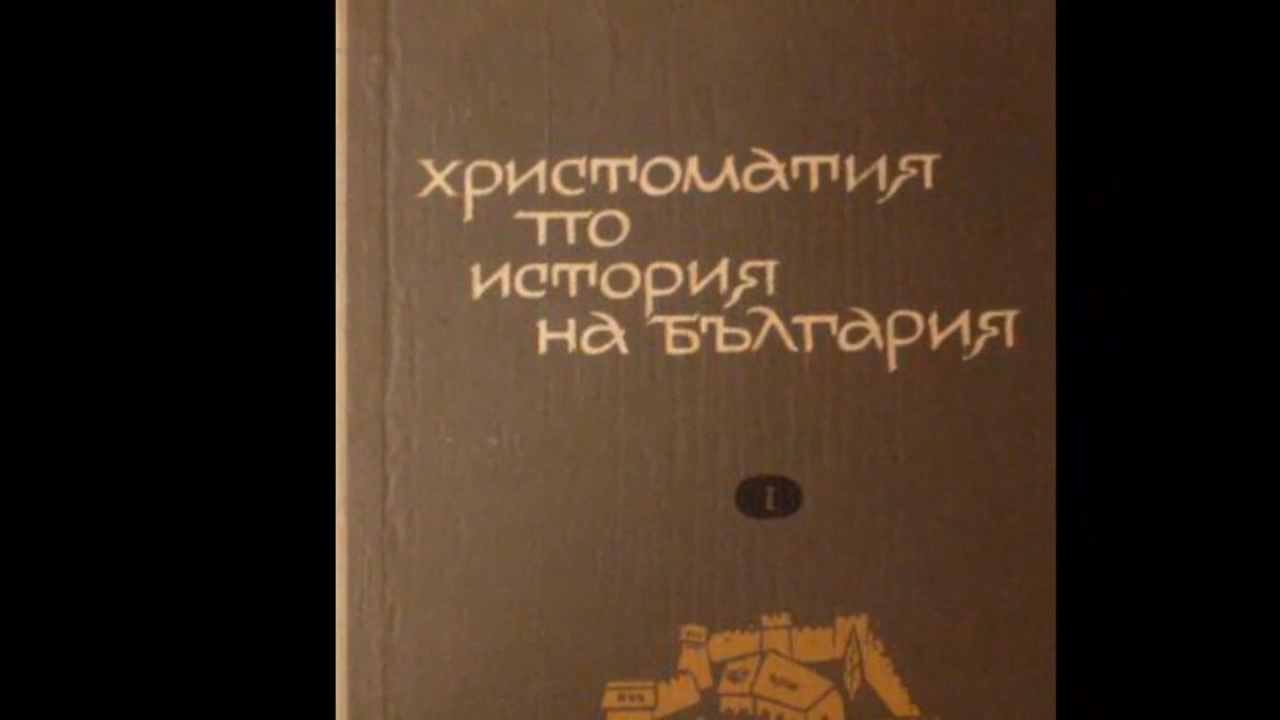 христоматия
по
история
на българия
I